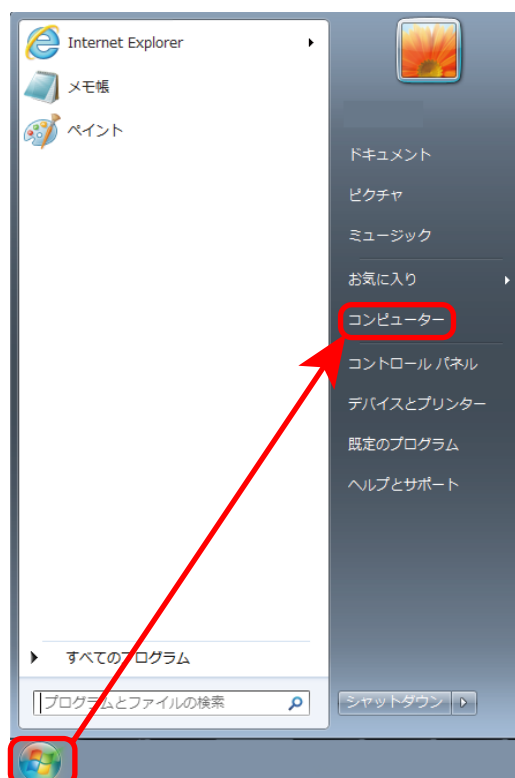 Internet Explorer
メモ帳
ペイント
すべてのプログラム
プログラムとファイルの検索
ドキュメント
ピクチャ
ミュージック
お気に入り
コンピューター
コントロール パネル
デバイスとプリンター
既定のプログラム
ヘルプとサポート
シャットダウン